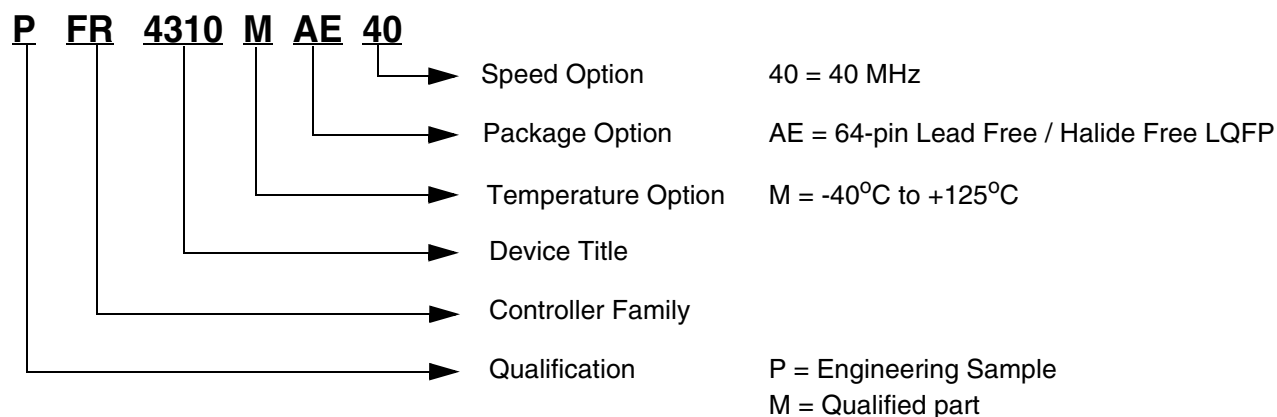 P FR 4310 M AE 40
Speed Option 40 = 40 MHz
Package Option AE = 64-pin Lead Free / Halide Free LQFP
Temperature Option M = -40°C to +125°C
Device Title
Controller Family
Qualification P = Engineering Sample
M = Qualified part